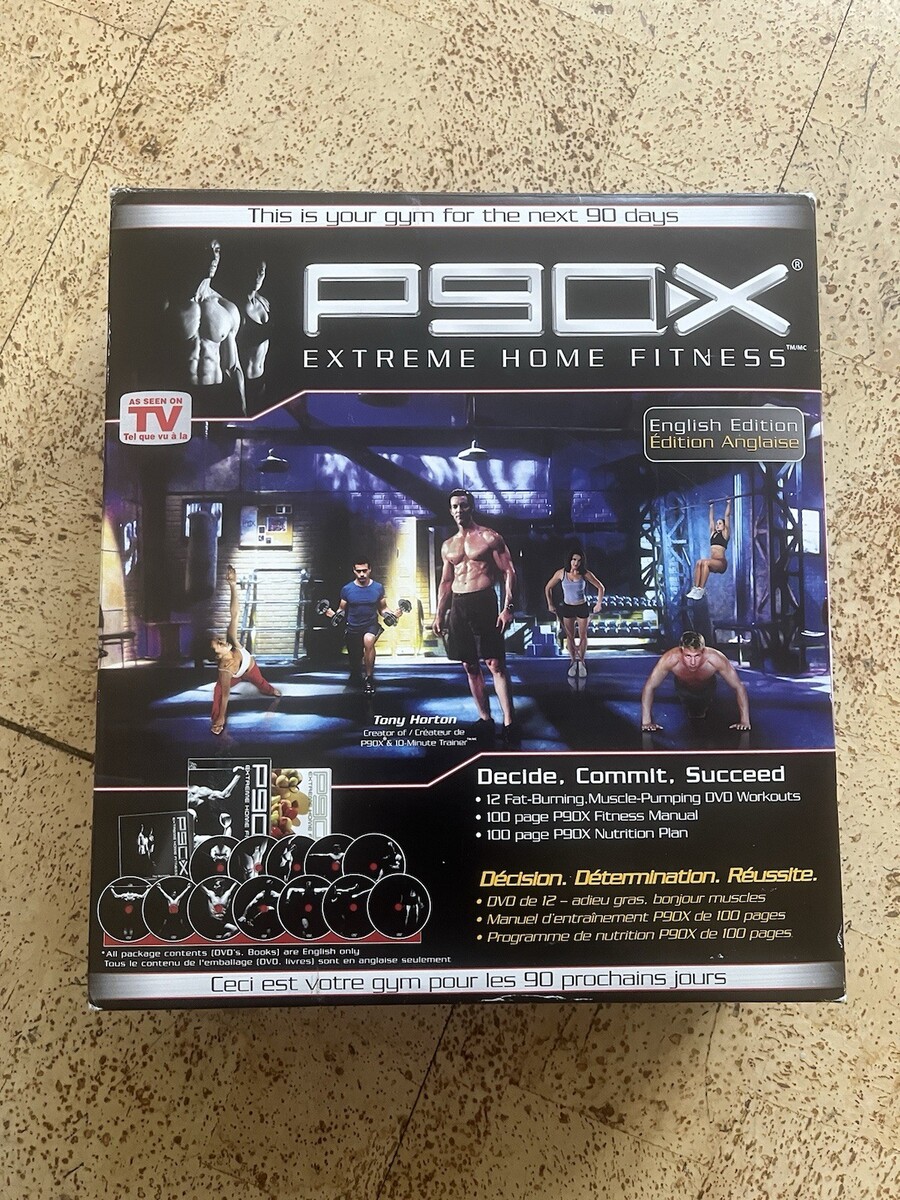 This is your gym for the next 90 days
P90X®
EXTREME HOME FITNESS™/MC
AS SEEN ON
TV
Tel que vu à la
English Edition
Édition Anglaise
Tony Horton
Creator of / Créateur de
P90X® & 10-Minute Trainer
P90X
EXTREME HOME
P90X
Decide, Commit, Succeed
• 12 Fat-Burning, Muscle-Pumping DVD Workouts
• 100 page P90X Fitness Manual
• 100 page P90X Nutrition Plan
Décision. Détermination. Réussite.
• DVD de 12 – adieu gras, bonjour muscles
• Manuel d'entraînement P90X de 100 pages
• Programme de nutrition P90X de 100 pages
*All package contents (DVD's, Books) are English only
Tous le contenu de l'emballage (DVD, livres) sont en anglaise seulement
Ceci est votre gym pour les 90 prochains jours